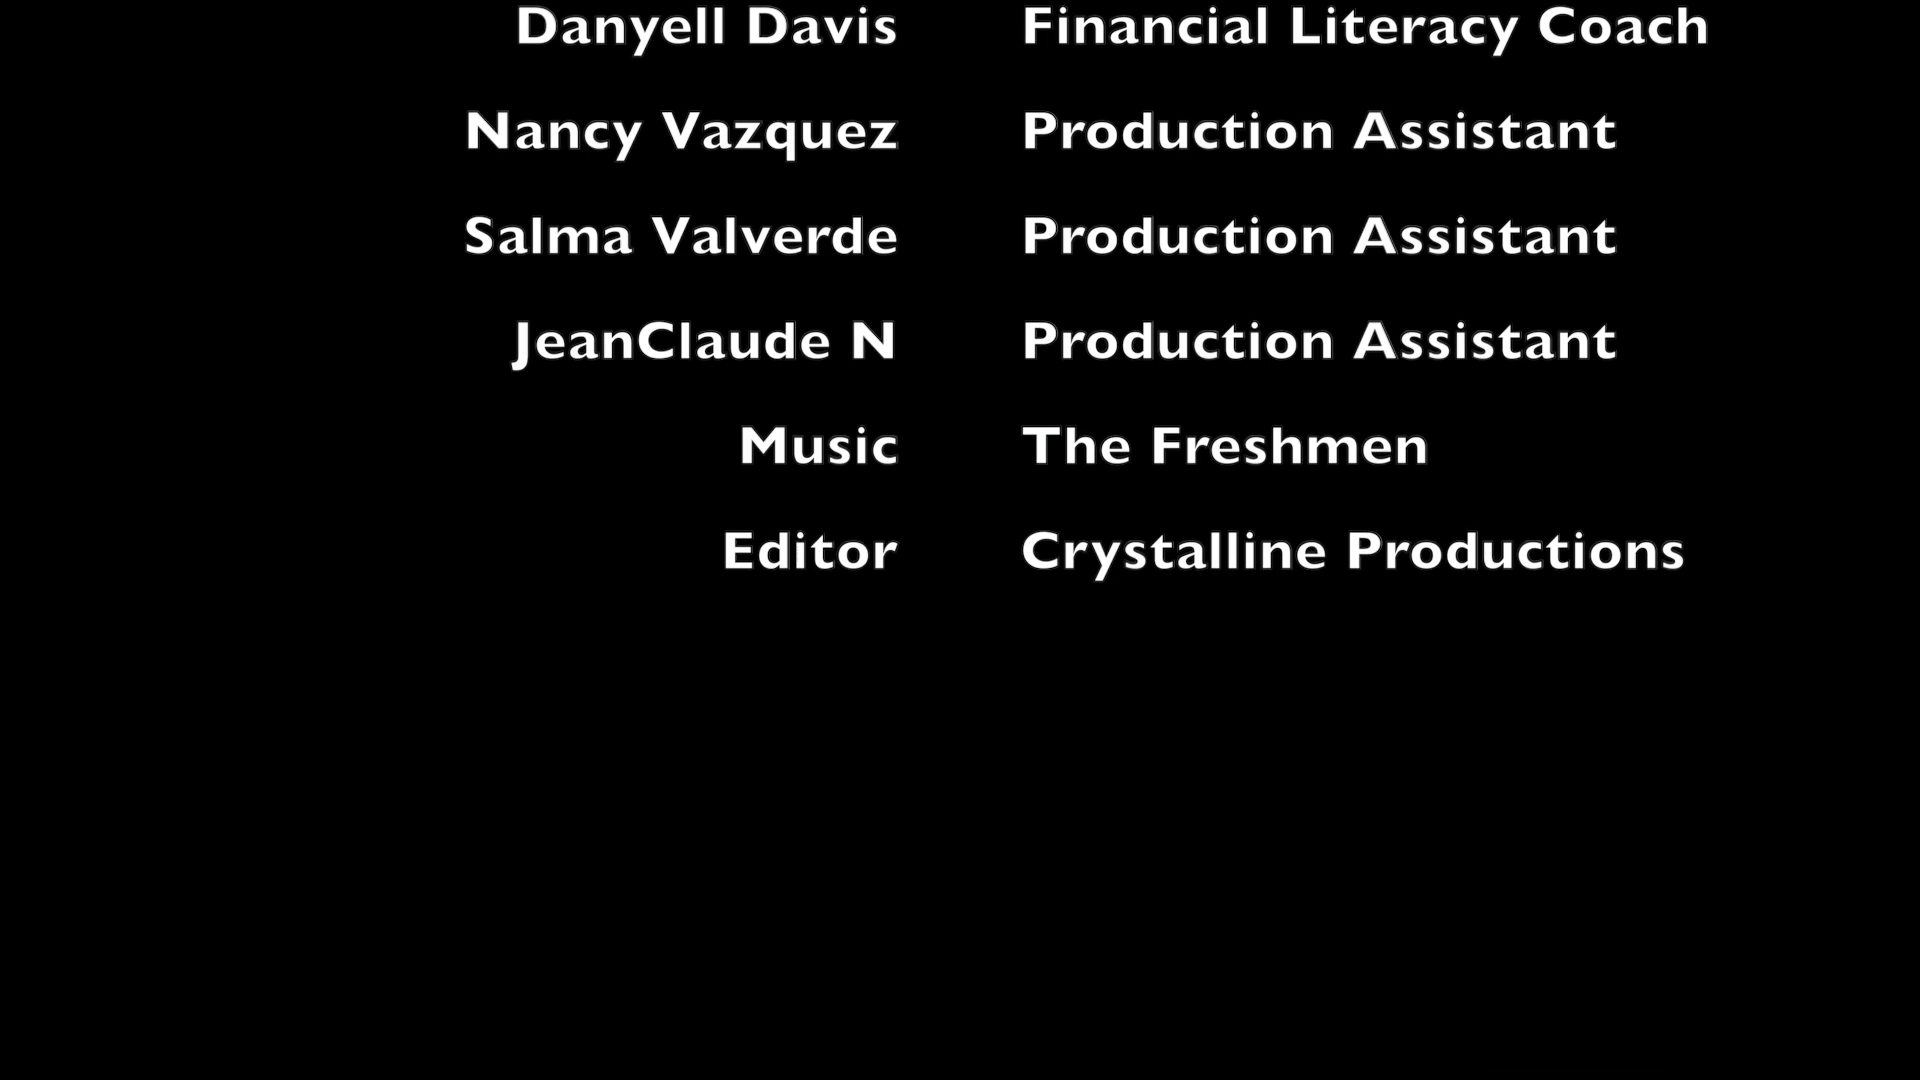 Danyell Davis Financial Literacy Coach
Nancy Vazquez Production Assistant
Salma Valverde Production Assistant
JeanClaude N Production Assistant
Music The Freshmen
Editor Crystalline Productions